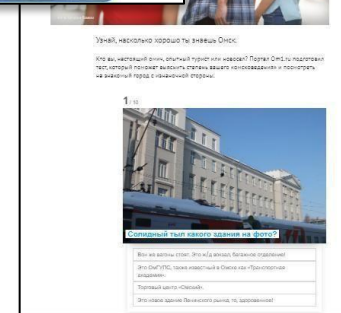 Узнай, насколько хорошо ты знаешь Омск.
Кто вы, настоящий омич, опытный турист или новосел? Портал Om1.ru подготовил
тест, который поможет выяснить степень вашего «омсковедения» и посмотреть
на знакомый город с изнаночной стороны.
1 / 10
Солидный тыл какого здания на фото?
Вон же вагоны стоят. Это ж/д вокзал, багажное отделение!
Это ОмГУПС, также известный в Омске как «Транспортная
академия».
Торговый центр «Омский».
Это новое здание Ленинского рынка, то, здоровенное!